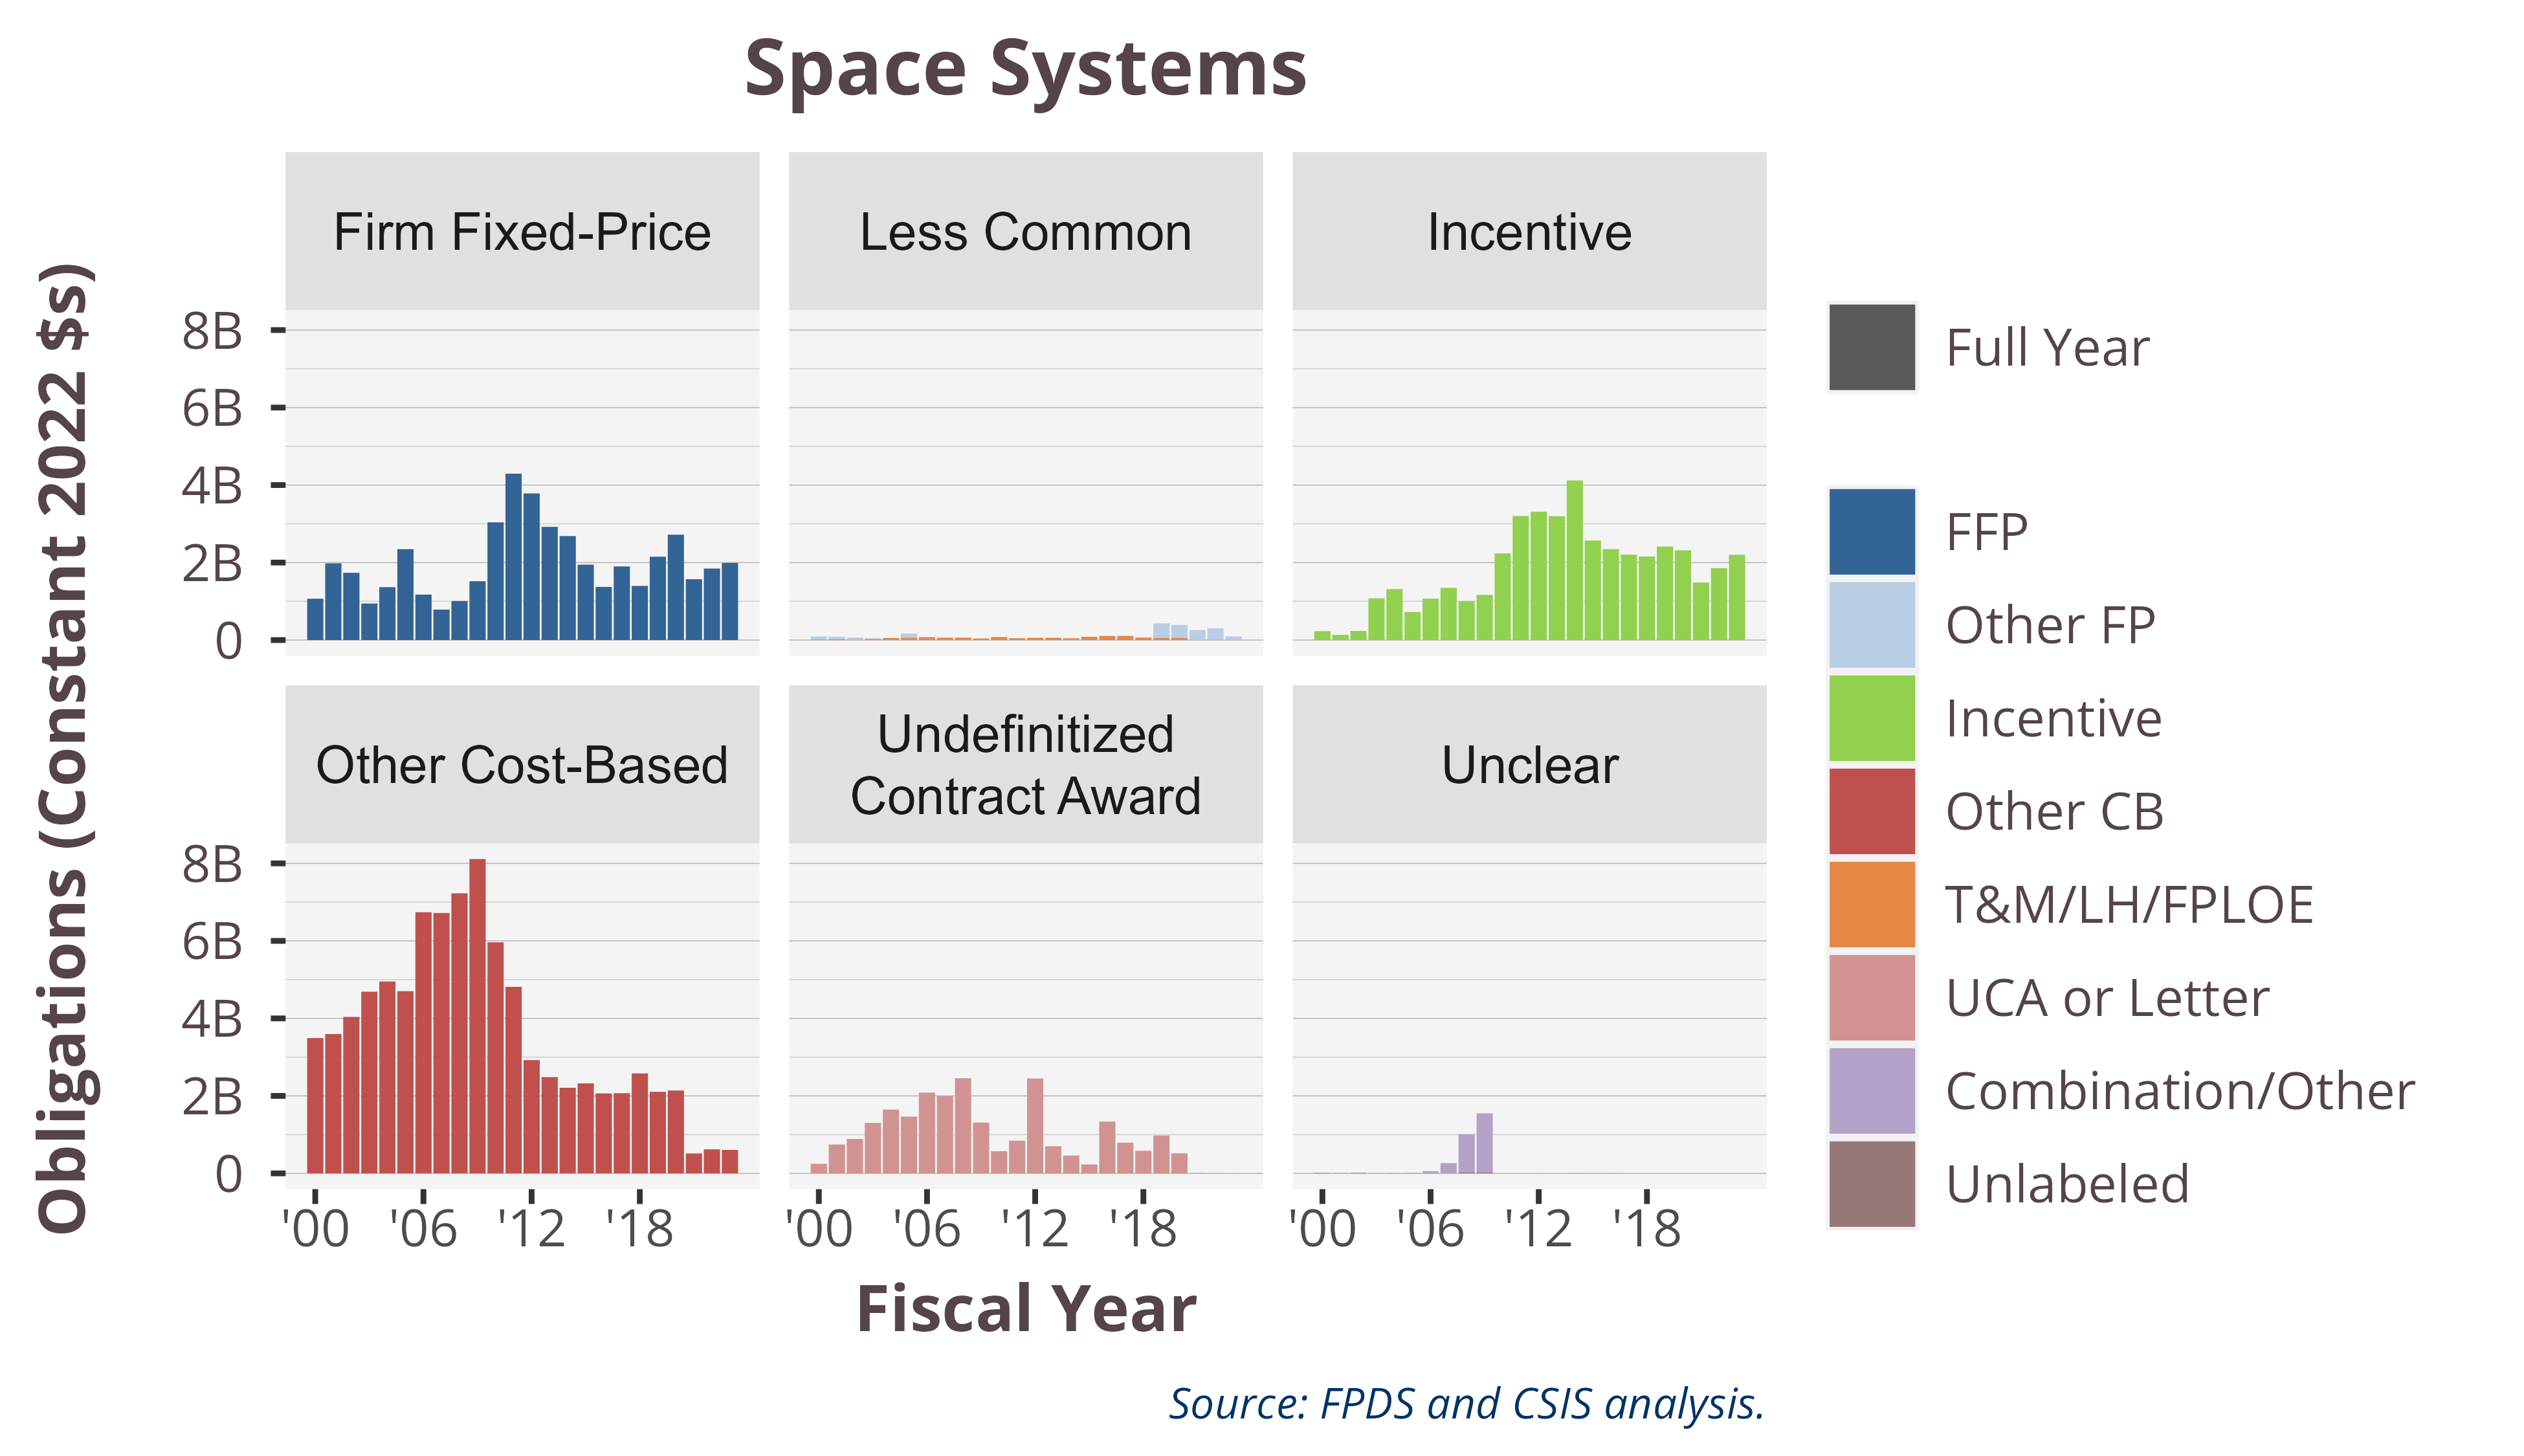 Space Systems
Obligations (Constant 2022 $s)
Firm Fixed-Price
Less Common
Incentive
8B
6B
4B
2B
0
Other Cost-Based
Undefinitized
Contract Award
Unclear
8B
6B
4B
2B
0
'00 '06 '12 '18
'00 '06 '12 '18
'00 '06 '12 '18
Fiscal Year
Full Year
FFP
Other FP
Incentive
Other CB
T&M/LH/FPLOE
UCA or Letter
Combination/Other
Unlabeled
Source: FPDS and CSIS analysis.